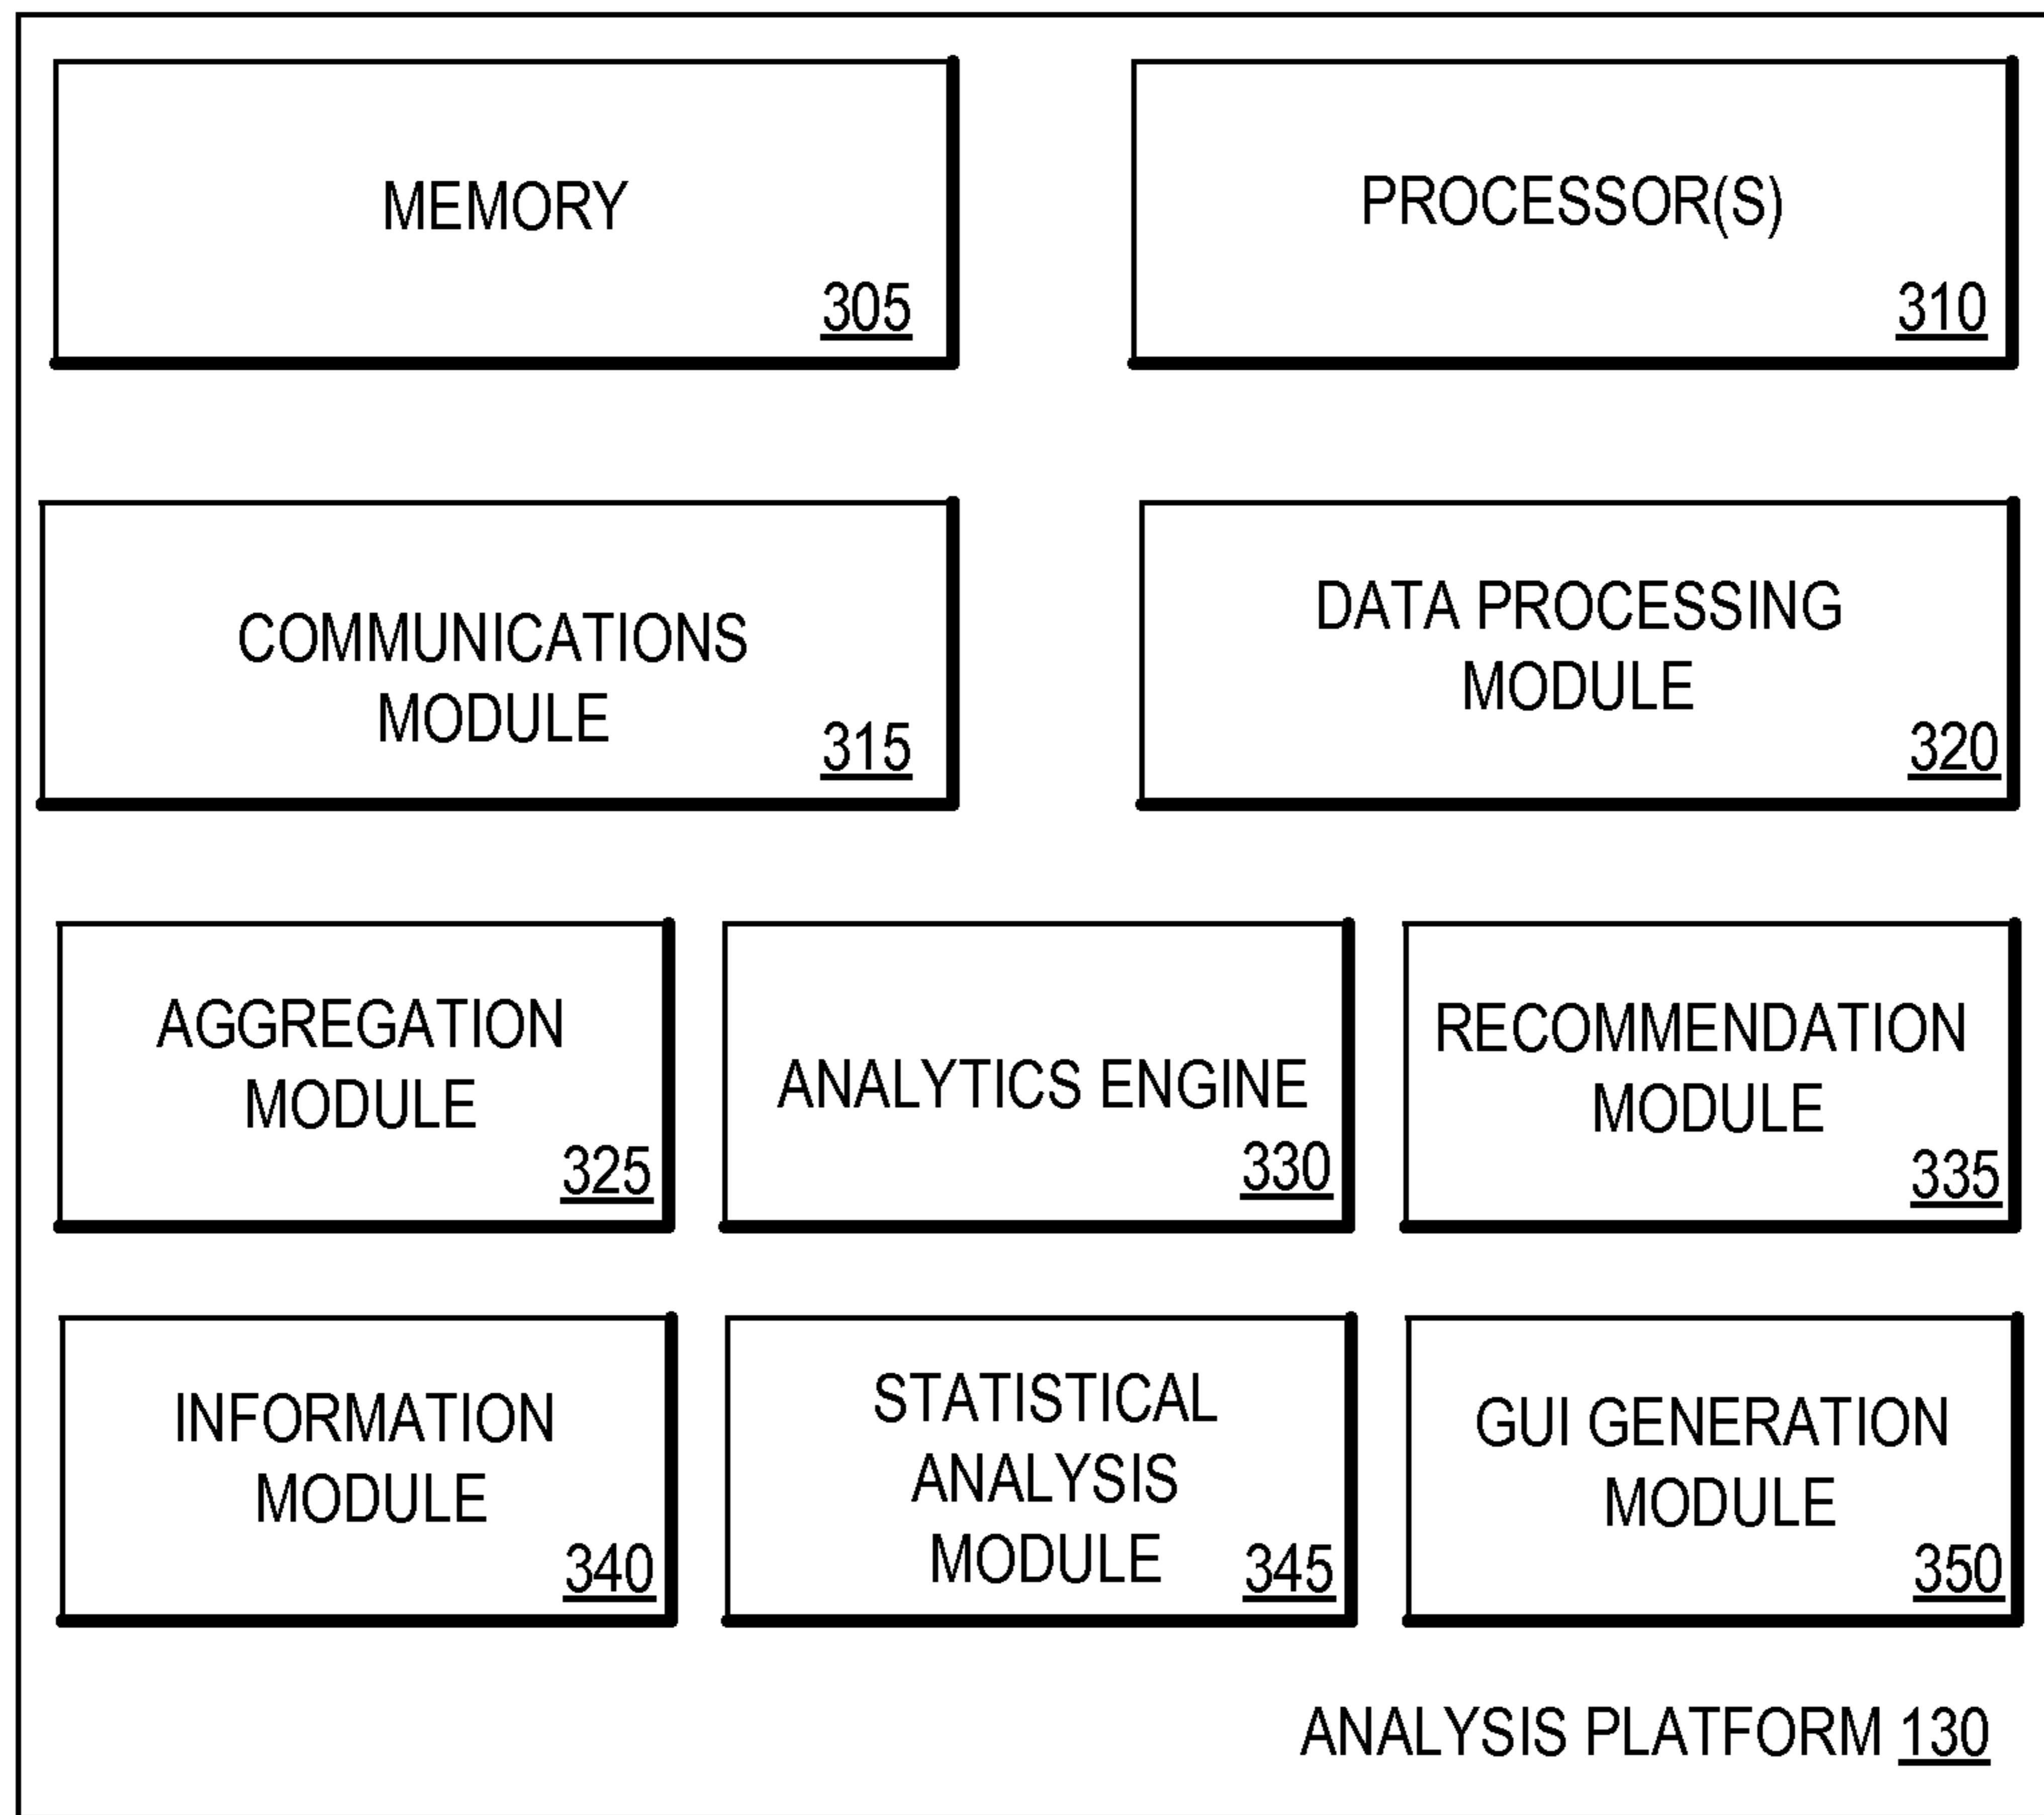 MEMORY
305
PROCESSOR(S)
310
COMMUNICATIONS
MODULE
315
DATA PROCESSING
MODULE
320
AGGREGATION
MODULE
325
ANALYTICS ENGINE
330
RECOMMENDATION
MODULE
335
INFORMATION
MODULE
340
STATISTICAL
ANALYSIS
MODULE
345
GUI GENERATION
MODULE
350
ANALYSIS PLATFORM 130